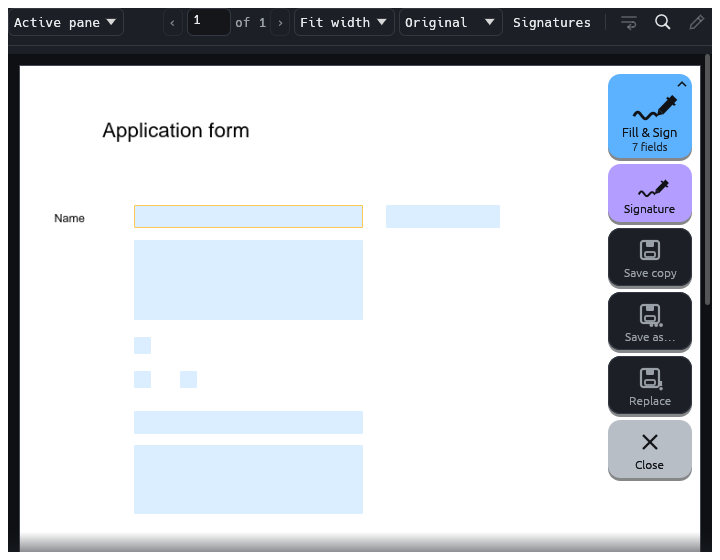 Active pane
1 of 1
Fit width
Original
Signatures
Application form
Name
Fill & Sign
7 fields
Signature
Save copy
Save as...
Replace
Close